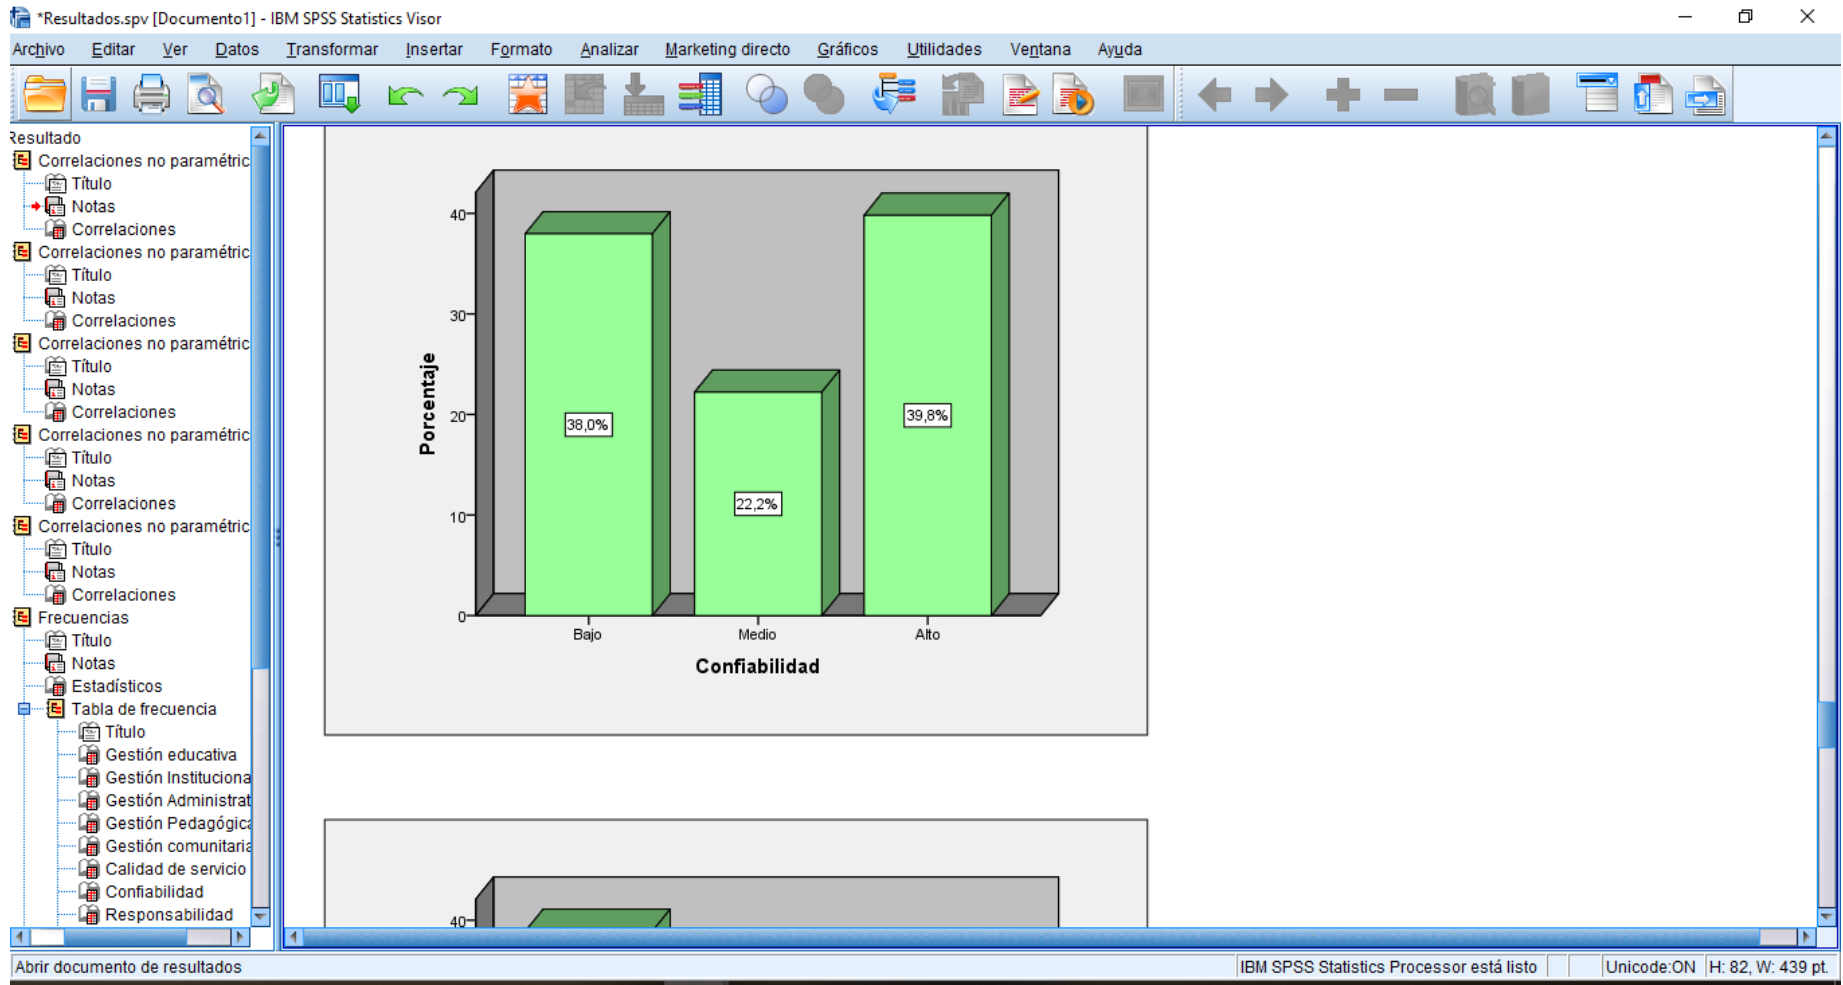 *Resultados.spv [Documento1] - IBM SPSS Statistics Visor
Archivo Editar Ver Datos Transformar Insertar Formato Analizar Marketing directo Gráficos Utilidades Ventana Ayuda
Resultado
Correlaciones no paramétric
Título
Notas
Correlaciones
Correlaciones no paramétric
Título
Notas
Correlaciones
Correlaciones no paramétric
Título
Notas
Correlaciones
Correlaciones no paramétric
Título
Notas
Correlaciones
Correlaciones no paramétric
Título
Notas
Correlaciones
Frecuencias
Título
Notas
Estadísticos
Tabla de frecuencia
Título
Gestión educativa
Gestión Instituciona
Gestión Administrat
Gestión Pedagógica
Gestión comunitaria
Calidad de servicio
Confiabilidad
Responsabilidad
Porcentaje
40
30
20
10
0
38,0%
22,2%
39,8%
Bajo Medio Alto
Confiabilidad
40
Abrir documento de resultados
IBM SPSS Statistics Processor está listo Unicode:ON H: 82, W: 439 pt.